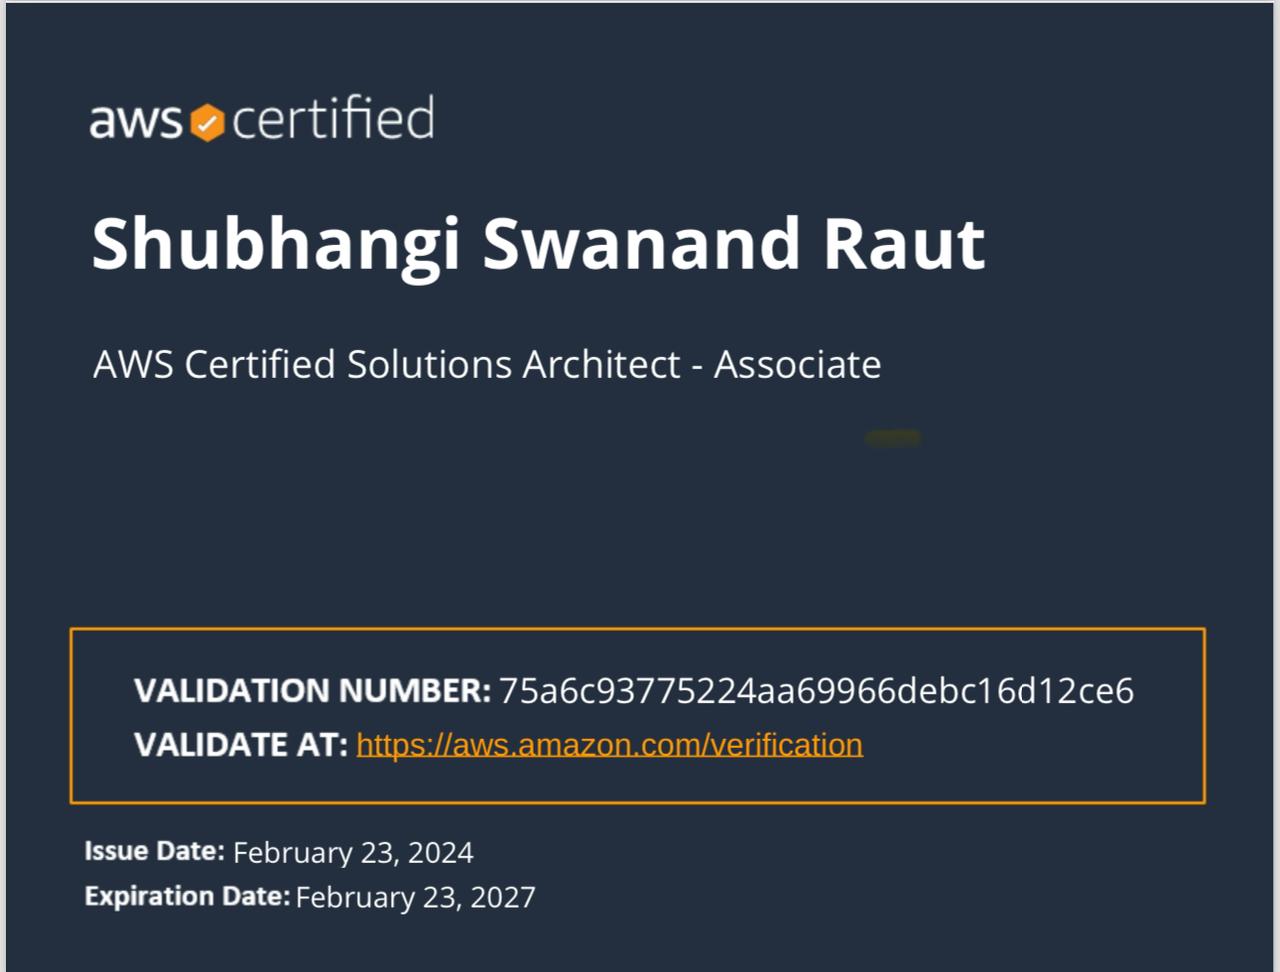 aws certified
Shubhangi Swanand Raut
AWS Certified Solutions Architect - Associate
VALIDATION NUMBER: 75a6c93775224aa69966debc16d12ce6
VALIDATE AT: https://aws.amazon.com/verification
Issue Date: February 23, 2024
Expiration Date: February 23, 2027